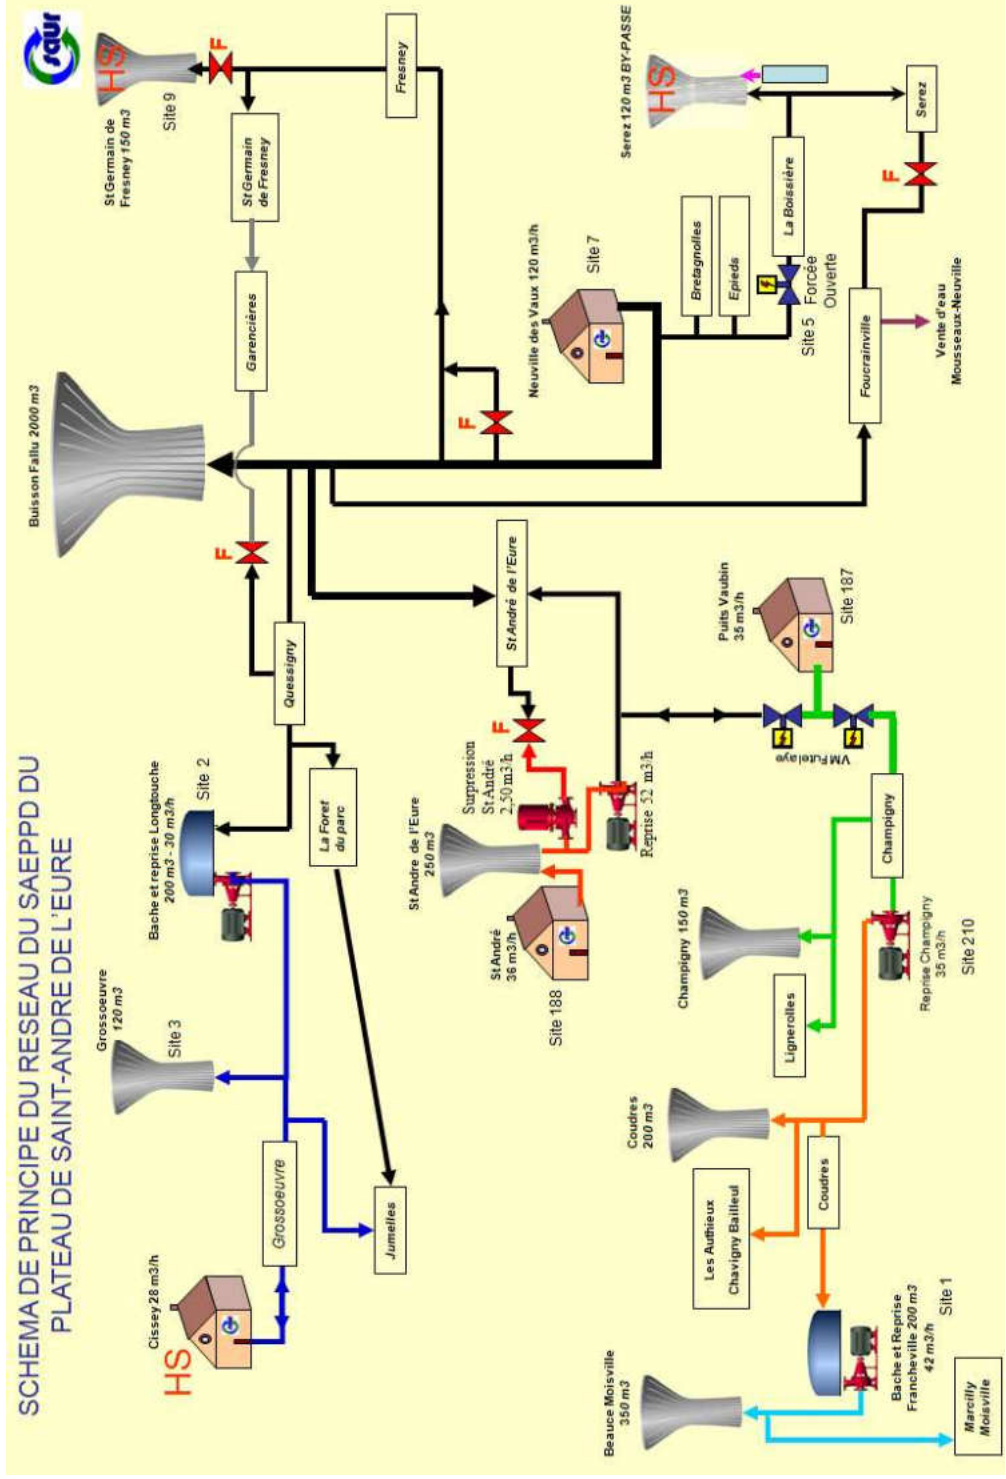 SCHEMA DE PRINCIPE DU RESEAU DU SAEPPD DU
PLATEAU DE SAINT-ANDRE DE L'EURE
saur
HS
Cissey 28 m3/h
Grossoeuvre
Jumelles
Grossoeuvre
120 m3
Site 3
Bache et reprise Longtouche
200 m3 - 30 m3/h
Site 2
La Foret
du parc
Quessigny
F
Buisson Fallu 2000 m3
Garencières
St Germain
de Fresney
St Germain de
Fresney 150 m3
HS
F
Site 9
Fresney
F
Neuville des Vaux 120 m3/h
Site 7
Bretagnolles
Epieds
Site 5
Forcée
Ouverte
La Boissière
Serez 120 m3 BY-PASSE
HS
Serez
F
Foucrainville
Vente d'eau
Mousseaux-Neuville
St André de l'Eure
F
Surpression
St André
2,50 m3/h
Reprise 52 m3/h
St Andre de l'Eure
250 m3
St André
36 m3/h
Site 188
Puits Vaubin
35 m3/h
Site 187
VM Futelaye
Champigny
Champigny 150 m3
Lignerolles
Reprise Champigny
35 m3/h
Site 210
Coudres
200 m3
Les Authieux
Chavigny Bailleul
Coudres
Bache et Reprise
Francheville 200 m3
42 m3/h
Site 1
Beauce Moisville
350 m3
Marcilly
Moisville